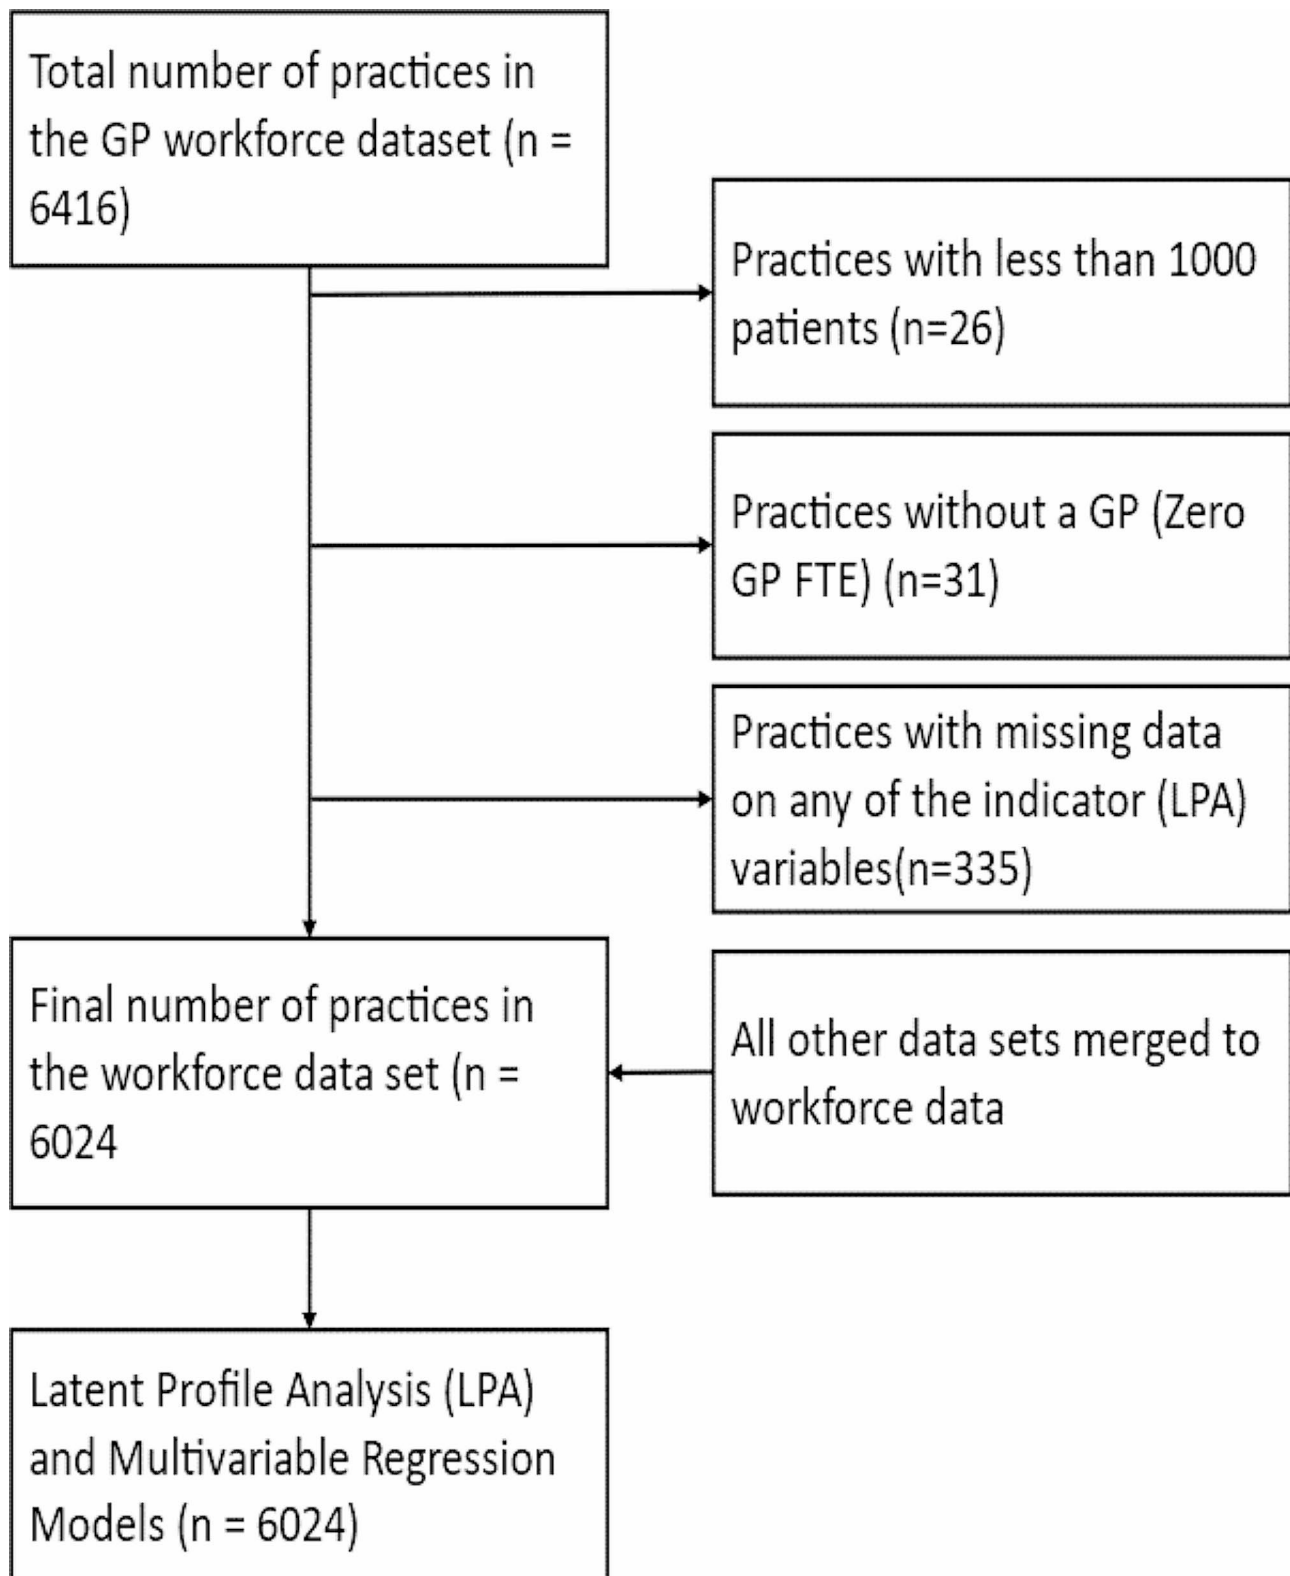 Total number of practices in
the GP workforce dataset (n =
6416)
Practices with less than 1000
patients (n=26)
Practices without a GP (Zero
GP FTE) (n=31)
Practices with missing data
on any of the indicator (LPA)
variables(n=335)
Final number of practices in
the workforce data set (n =
6024
All other data sets merged to
workforce data
Latent Profile Analysis (LPA)
and Multivariable Regression
Models (n = 6024)